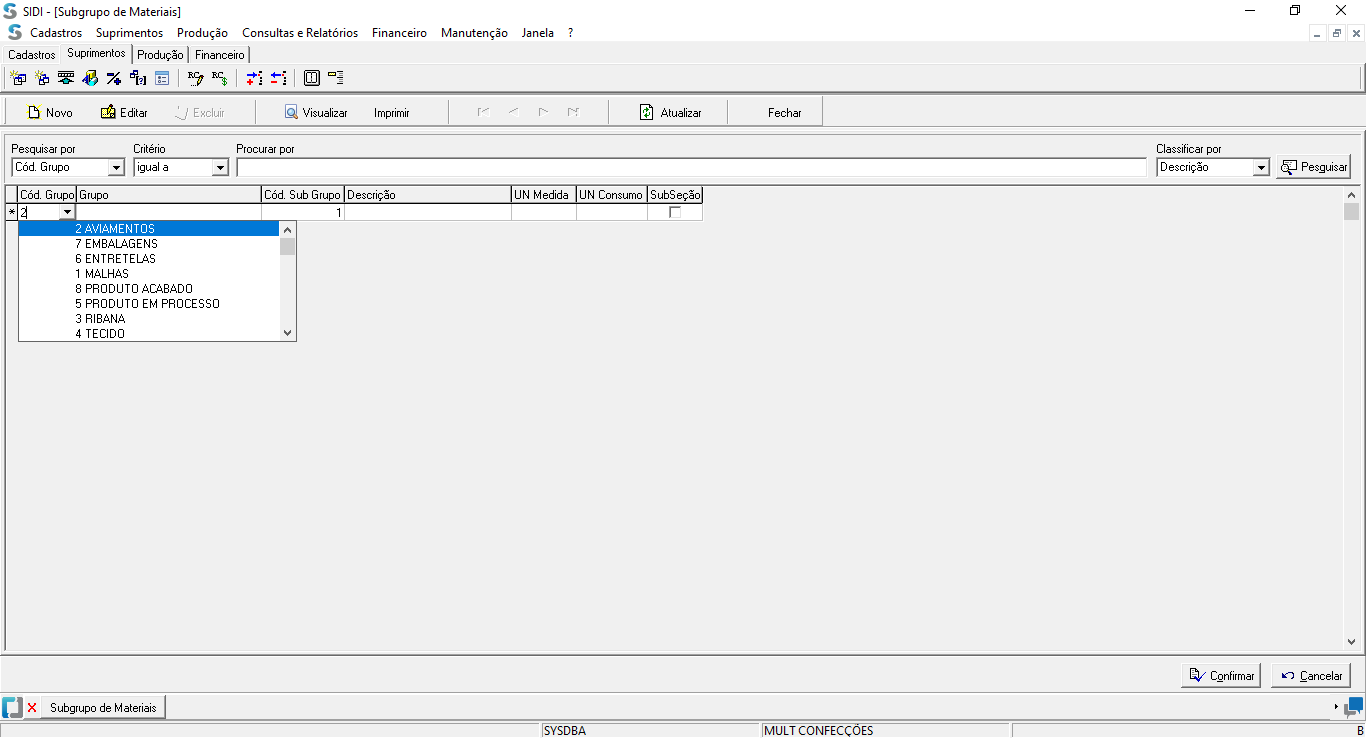 SIDI - [Subgrupo de Materiais]
Cadastros Suprimentos Produção Consultas e Relatórios Financeiro Manutenção Janela ?
Cadastros Suprimentos Produção Financeiro
Novo Editar Excluir Visualizar Imprimir Atualizar Fechar
Pesquisar por Critério Procurar por Classificar por
Cód. Grupo igual a Descrição Pesquisar
Cód. Grupo Grupo Cód. Sub Grupo Descrição UN Medida UN Consumo SubSeção
* 2 1
2 AVIAMENTOS
7 EMBALAGENS
6 ENTRETELAS
1 MALHAS
8 PRODUTO ACABADO
5 PRODUTO EM PROCESSO
3 RIBANA
4 TECIDO
Confirmar Cancelar
Subgrupo de Materiais
SYSDBA MULT CONFECÇÕES B